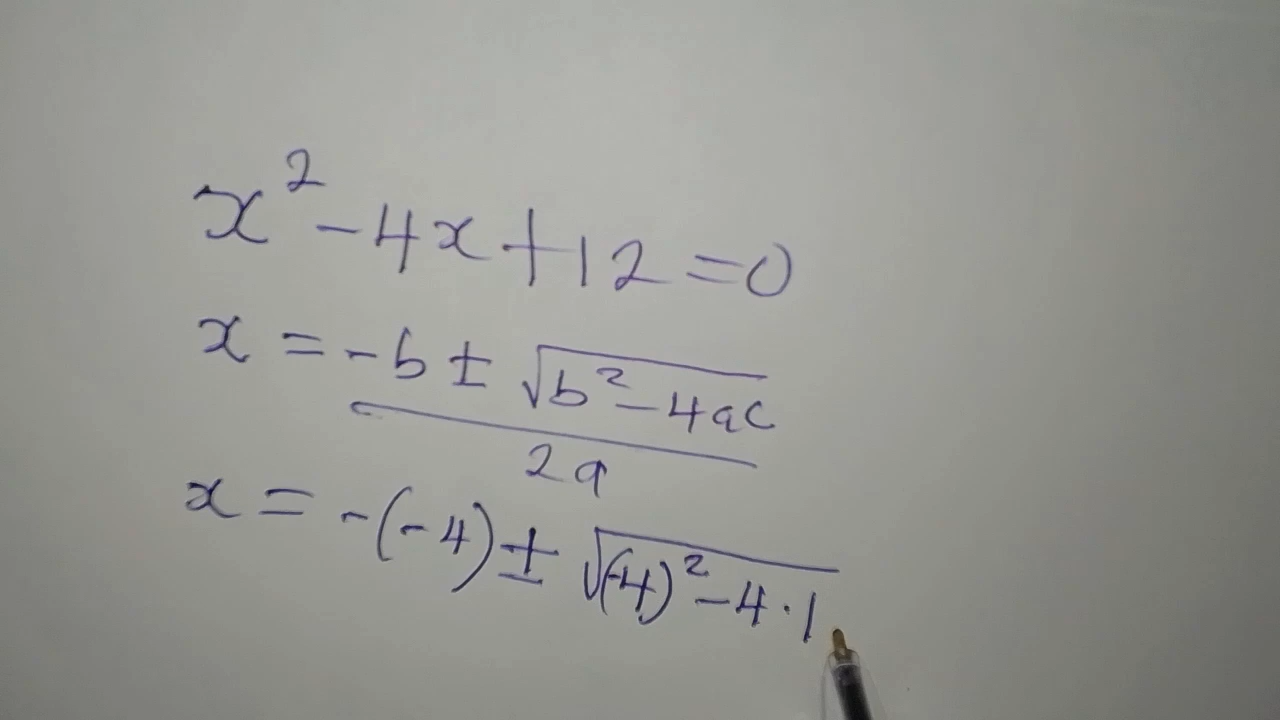 x² - 4x + 12 = 0
x = -b ± √b² - 4ac
2a
x = -(-4) ± √(-4)² - 4 · 1